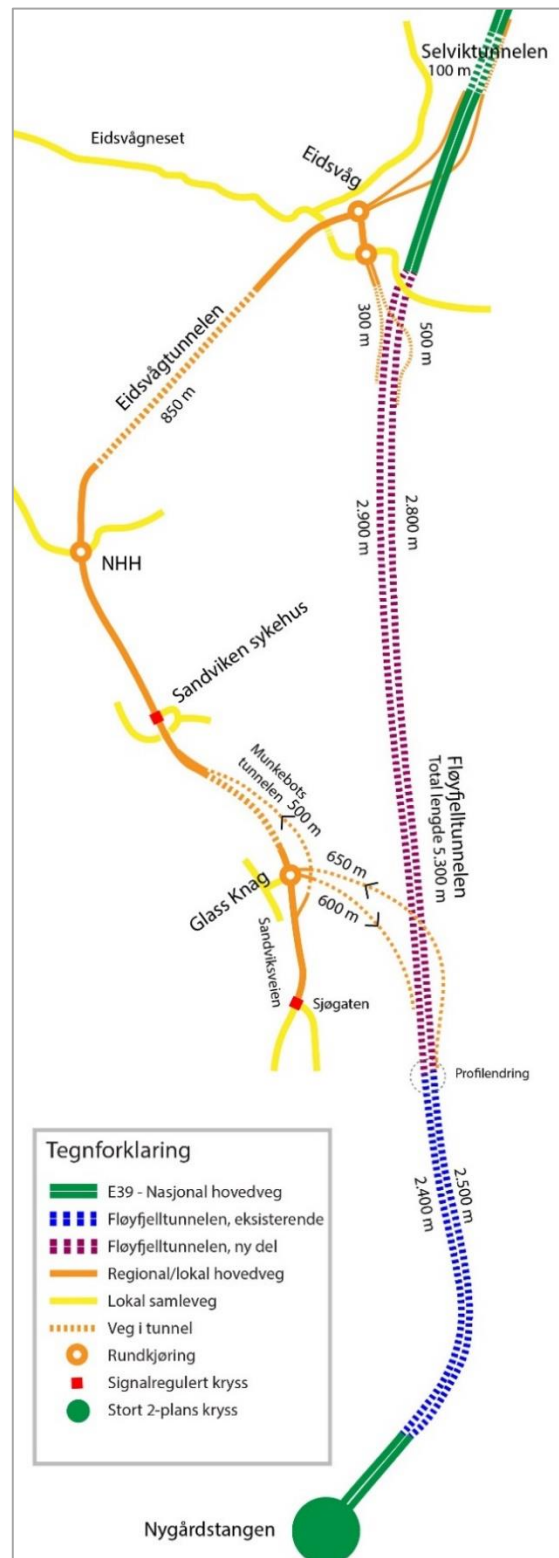 Selviktunnelen
100 m
Eidsvågneset
Eidsvåg
300 m
500 m
Eidsvågtunnelen
850 m
2.900 m
2.800 m
NHH
Sandviken sykehus
Munkebots
tunnelen 500 m
Fløyfjelltunnelen
Total lengde 5.300 m
650 m
600 m
Glass Knag
Sandviksveien
Sjøgaten
Profilendring
2.400 m
2.500 m
Tegnforklaring
E39 - Nasjonal hovedveg
Fløyfjelltunnelen, eksisterende
Fløyfjelltunnelen, ny del
Regional/lokal hovedveg
Lokal samleveg
Veg i tunnel
Rundkjøring
Signalregulert kryss
Stort 2-plans kryss
Nygårdstangen